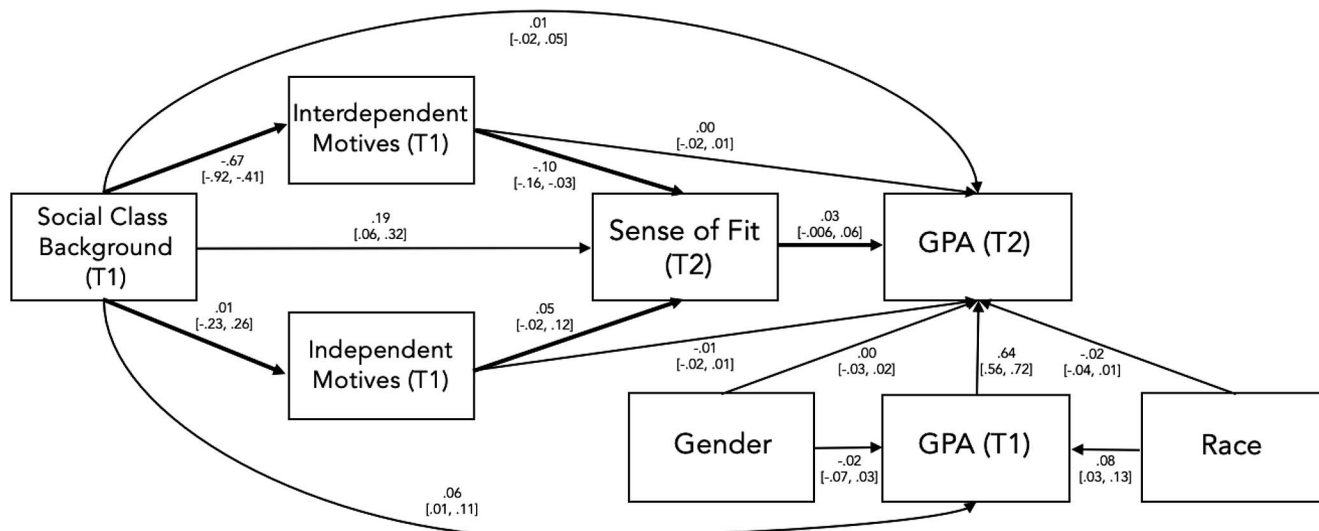 .01
[-.02, .05]
Interdependent
Motives (T1)
-.67
[-.92, -.41]
-.10
[-.16, -.03]
.00
[-.02, .01]
Social Class
Background
(T1)
.19
[.06, .32]
Sense of Fit
(T2)
.03
[-.006, .06]
GPA (T2)
.01
[-.23, .26]
Independent
Motives (T1)
.05
[-.02, .12]
-.01
[-.02, .01]
.00
[-.03, .02]
.64
[.56, .72]
-.02
[-.04, .01]
Gender
-.02
[-.07, .03]
GPA (T1)
.08
[.03, .13]
Race
.06
[.01, .11]